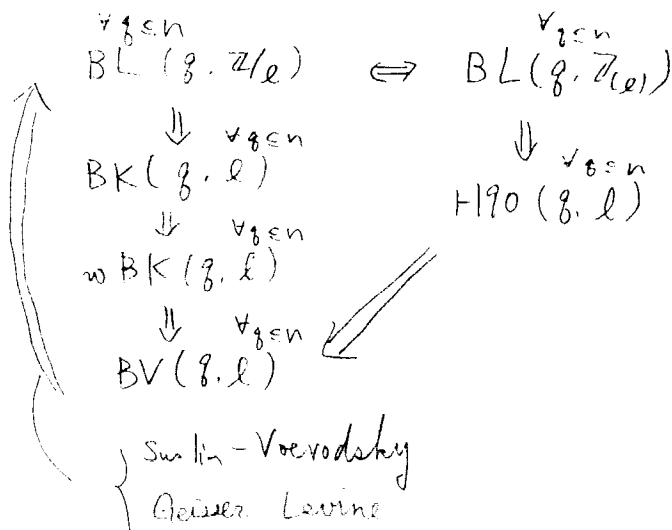 ∀q≤n ∀q≤n
BL(q, ℤ/ℓ) ⇔ BL(q, ℤ(ℓ))
⇓ ∀q≤n ⇓ ∀q≤n
BK(q, ℓ) H90(q, ℓ)
⇓ ∀q≤n
wBK(q, ℓ)
⇓ ∀q≤n
BV(q, ℓ)
Suslin-Voevodsky
Geisser Levine